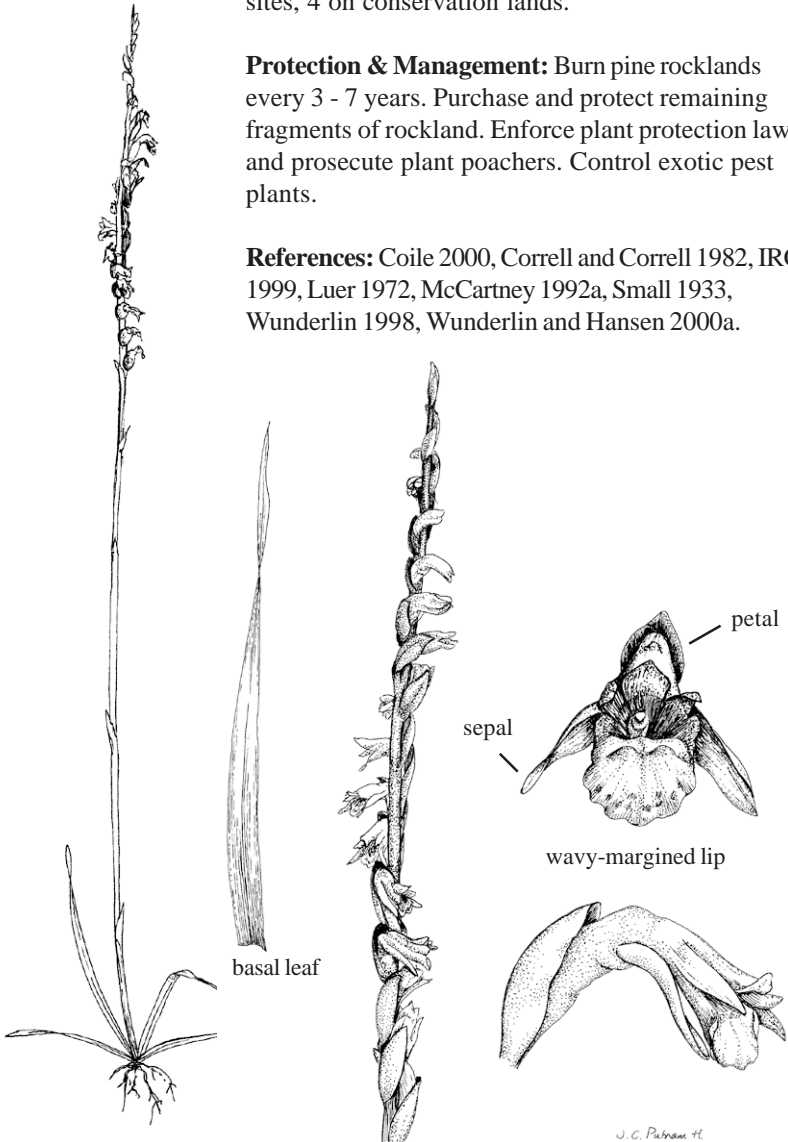 sites, 4 on conservation lands.
Protection & Management: Burn pine rocklands
every 3 - 7 years. Purchase and protect remaining
fragments of rockland. Enforce plant protection law
and prosecute plant poachers. Control exotic pest
plants.
References: Coile 2000, Correll and Correll 1982, IRC
1999, Luer 1972, McCartney 1992a, Small 1933,
Wunderlin 1998, Wunderlin and Hansen 2000a.
petal
sepal
wavy-margined lip
basal leaf
J. C. Putnam H.